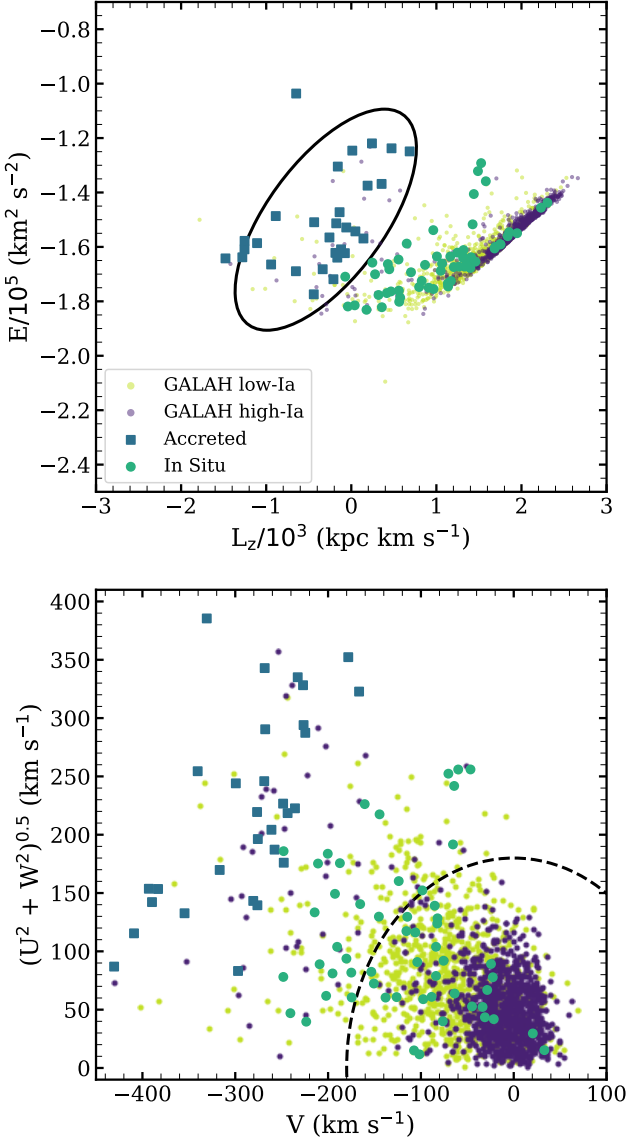 −0.8
−1.0
−1.2
−1.4
−1.6
−1.8
−2.0
−2.2
−2.4
E/10⁵ (km² s⁻²)
GALAH low-Ia
GALAH high-Ia
Accreted
In Situ
−3 −2 −1 0 1 2 3
L_z/10³ (kpc km s⁻¹)
400
350
300
250
200
150
100
50
0
(U² + W²)^0.5 (km s⁻¹)
−400 −300 −200 −100 0 100
V (km s⁻¹)